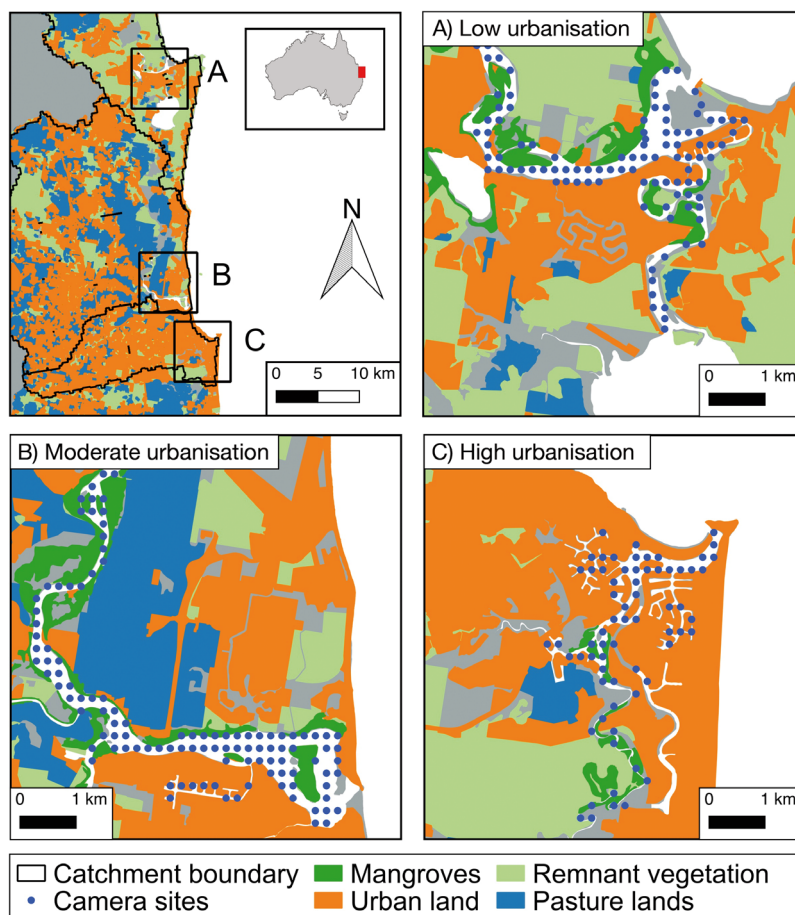 A
B
C
N
0 5 10 km
A) Low urbanisation
0 1 km
B) Moderate urbanisation
0 1 km
C) High urbanisation
0 1 km
Catchment boundary Mangroves Remnant vegetation
Camera sites Urban land Pasture lands